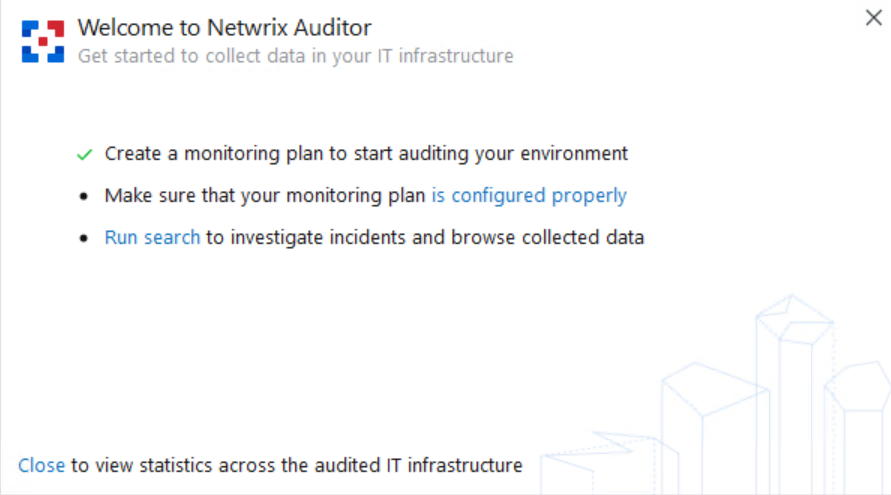 Welcome to Netwrix Auditor
Get started to collect data in your IT infrastructure
Create a monitoring plan to start auditing your environment
Make sure that your monitoring plan is configured properly
Run search to investigate incidents and browse collected data
Close to view statistics across the audited IT infrastructure